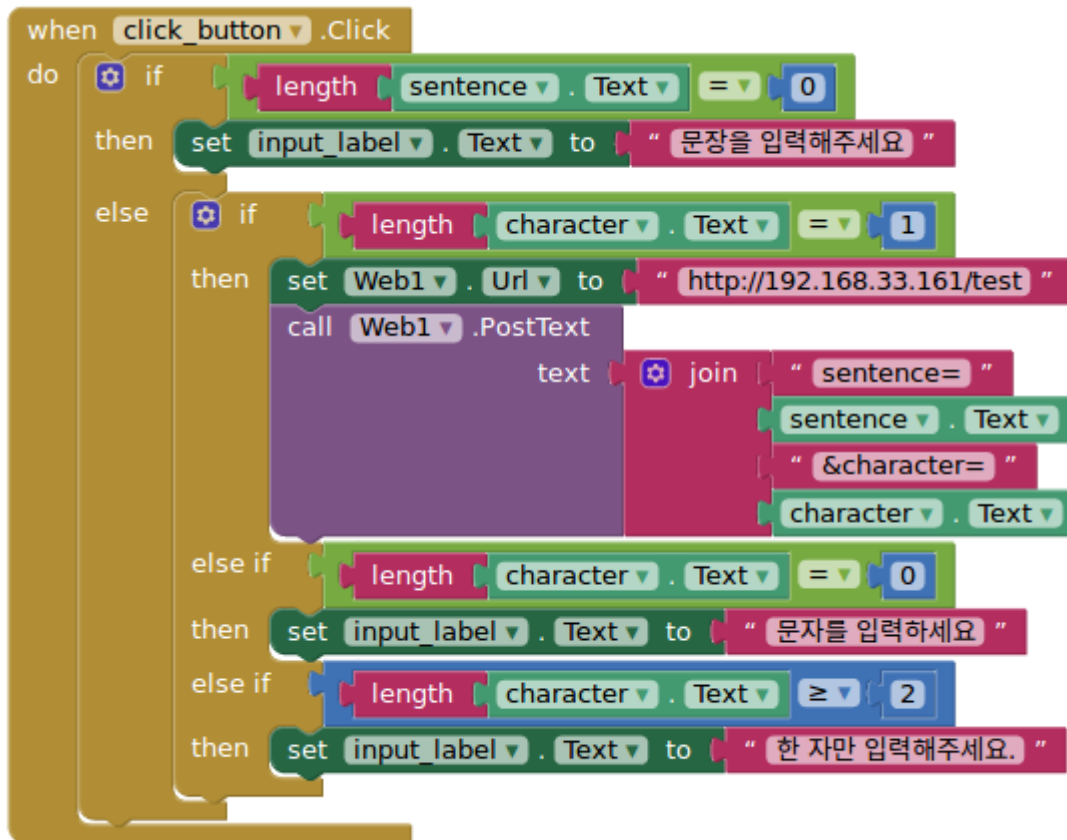 when click_button .Click
do if length sentence . Text = 0
then set input_label . Text to “ 문장을 입력해주세요 ”
else if length character . Text = 1
then set Web1 . Url to “ http://192.168.33.161/test ”
call Web1 .PostText
text join “ sentence= ”
sentence . Text
“ &character= ”
character . Text
else if length character . Text = 0
then set input_label . Text to “ 문자를 입력하세요 ”
else if length character . Text ≥ 2
then set input_label . Text to “ 한 자만 입력해주세요. ”